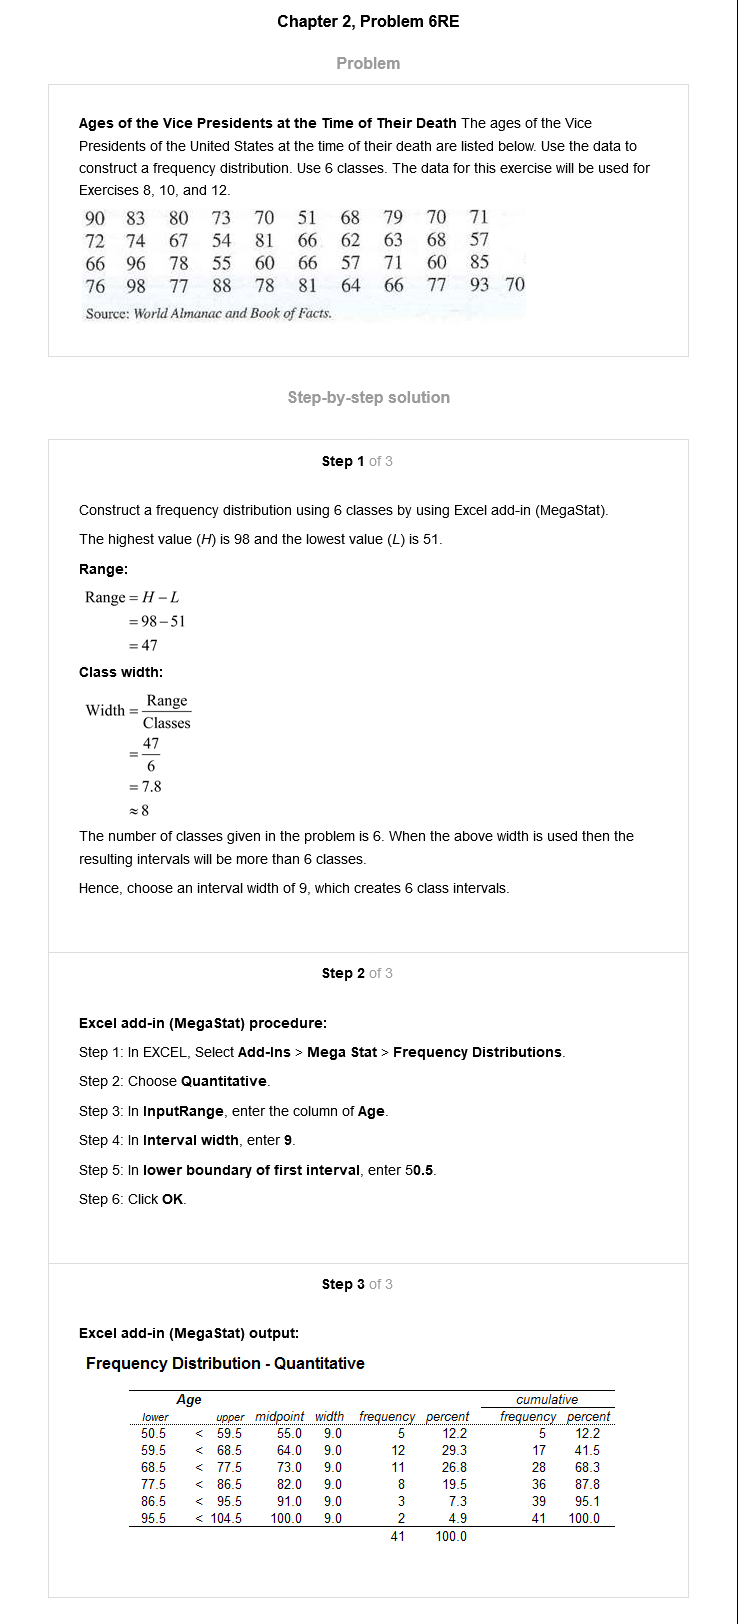 Chapter 2, Problem 6RE
Problem
Ages of the Vice Presidents at the Time of Their Death The ages of the Vice
Presidents of the United States at the time of their death are listed below. Use the data to
construct a frequency distribution. Use 6 classes. The data for this exercise will be used for
Exercises 8, 10, and 12.
90 83 80 73 70 51 68 79 70 71
72 74 67 54 81 66 62 63 68 57
66 96 78 55 60 66 57 71 60 85
76 98 77 88 78 81 64 66 77 93 70
Source: World Almanac and Book of Facts.
Step-by-step solution
Step 1 of 3
Construct a frequency distribution using 6 classes by using Excel add-in (MegaStat).
The highest value (H) is 98 and the lowest value (L) is 51.
Range:
Range = H – L
= 98 – 51
= 47
Class width:
Width = Range
Classes
= 47
6
= 7.8
≈ 8
The number of classes given in the problem is 6. When the above width is used then the
resulting intervals will be more than 6 classes.
Hence, choose an interval width of 9, which creates 6 class intervals.
Step 2 of 3
Excel add-in (MegaStat) procedure:
Step 1: In EXCEL, Select Add-Ins > Mega Stat > Frequency Distributions.
Step 2: Choose Quantitative.
Step 3: In InputRange, enter the column of Age.
Step 4: In Interval width, enter 9.
Step 5: In lower boundary of first interval, enter 50.5.
Step 6: Click OK.
Step 3 of 3
Excel add-in (MegaStat) output:
Frequency Distribution - Quantitative
Age cumulative
lower upper midpoint width frequency percent frequency percent
50.5 < 59.5 55.0 9.0 5 12.2 5 12.2
59.5 < 68.5 64.0 9.0 12 29.3 17 41.5
68.5 < 77.5 73.0 9.0 11 26.8 28 68.3
77.5 < 86.5 82.0 9.0 8 19.5 36 87.8
86.5 < 95.5 91.0 9.0 3 7.3 39 95.1
95.5 < 104.5 100.0 9.0 2 4.9 41 100.0
41 100.0